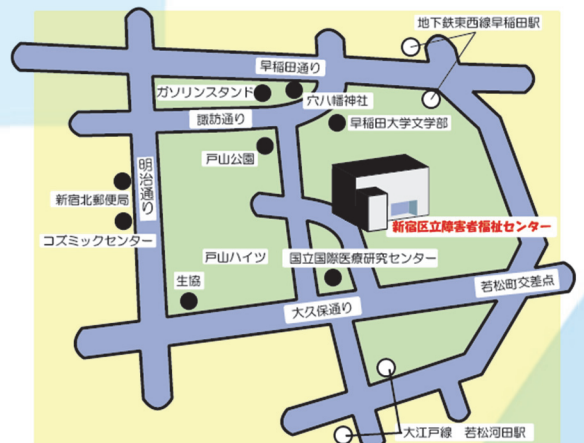 地下鉄東西線早稲田駅
早稲田通り
ガソリンスタンド
穴八幡神社
諏訪通り
早稲田大学文学部
戸山公園
明治通り
新宿北郵便局
コズミックセンター
新宿区立障害者福祉センター
戸山ハイツ
国立国際医療研究センター
生協
若松町交差点
大久保通り
大江戸線 若松河田駅